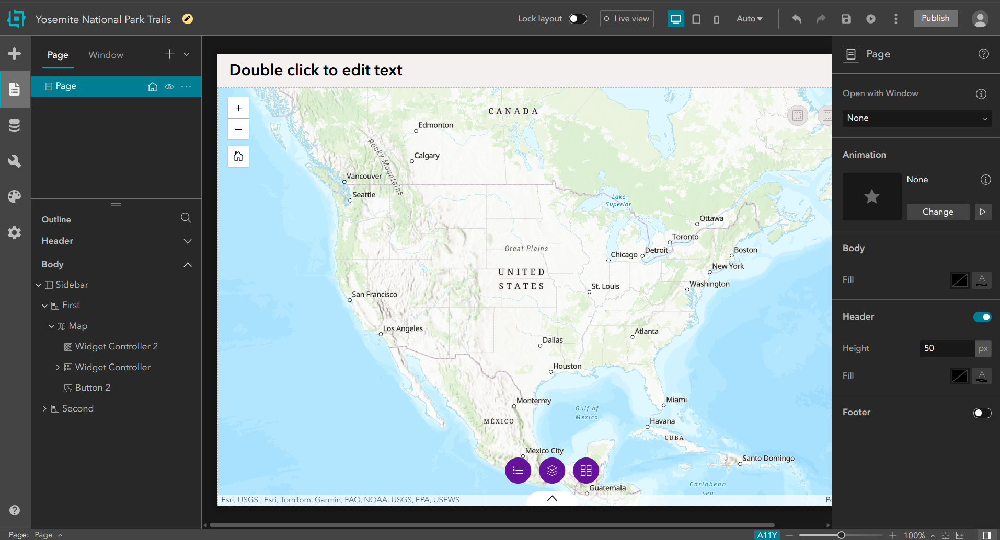 Yosemite National Park Trails
Lock layout
Live view
Auto
Publish
Page
Window
Page
Outline
Header
Body
Sidebar
First
Map
Widget Controller 2
Widget Controller
Button 2
Second
Double click to edit text
CANADA
Edmonton
Rocky Mountains
Calgary
Vancouver
Seattle
Lake
Superior
Ottawa
Toronto
Great Plains
Chicago
Detroit
Boston
New York
UNITED
STATES
St. Louis
Washington
San Francisco
Los Angeles
Atlanta
Dallas
Houston
Monterrey
Miami
Gulf of
Mexico
MÉXICO
Havana
CUBA
Mexico City
Santo Domingo
Guatemala
Caribbean
Sea
Esri, USGS | Esri, TomTom, Garmin, FAO, NOAA, USGS, EPA, USFWS
Po
Page
Open with Window
None
Animation
None
Change
Body
Fill
A
Header
Height
50
px
Fill
A
Footer
Page:
Page
A11Y
100%